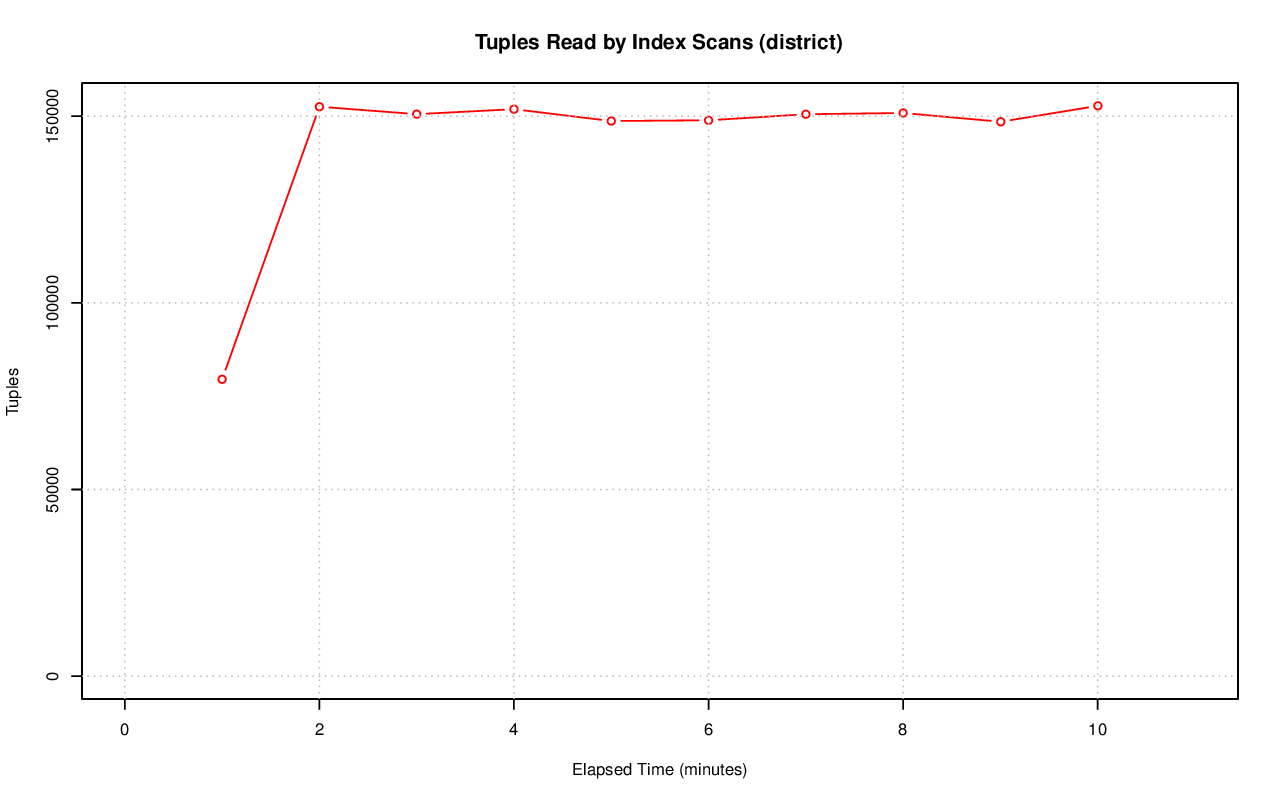 Tuples Read by Index Scans (district)
150000
100000
50000
0
Tuples
0 2 4 6 8 10
Elapsed Time (minutes)